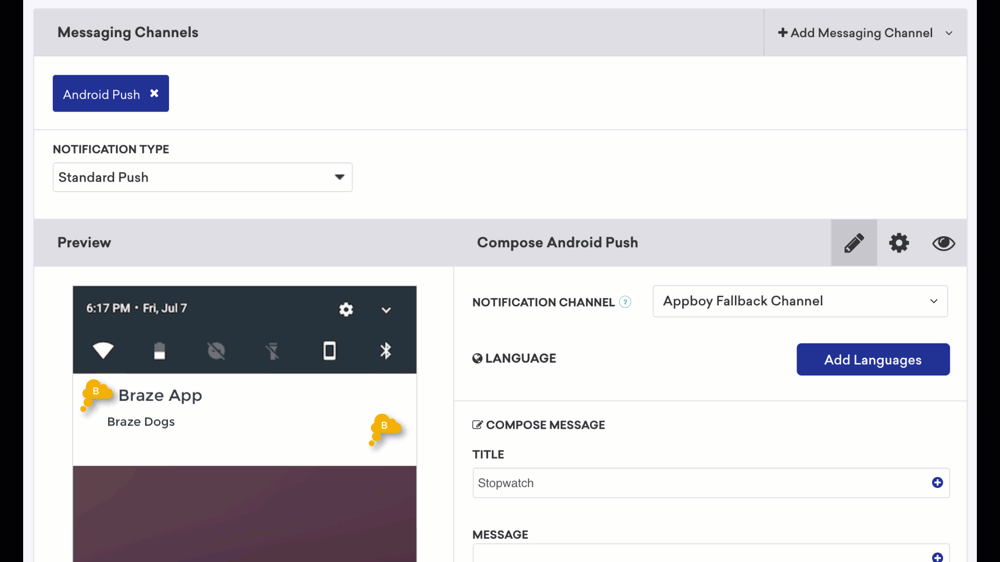 Messaging Channels
Add Messaging Channel
Android Push
NOTIFICATION TYPE
Standard Push
Preview
Compose Android Push
6:17 PM • Fri, Jul 7
NOTIFICATION CHANNEL ?
Appboy Fallback Channel
LANGUAGE
Add Languages
B Braze App
Braze Dogs
B
COMPOSE MESSAGE
TITLE
Stopwatch
MESSAGE